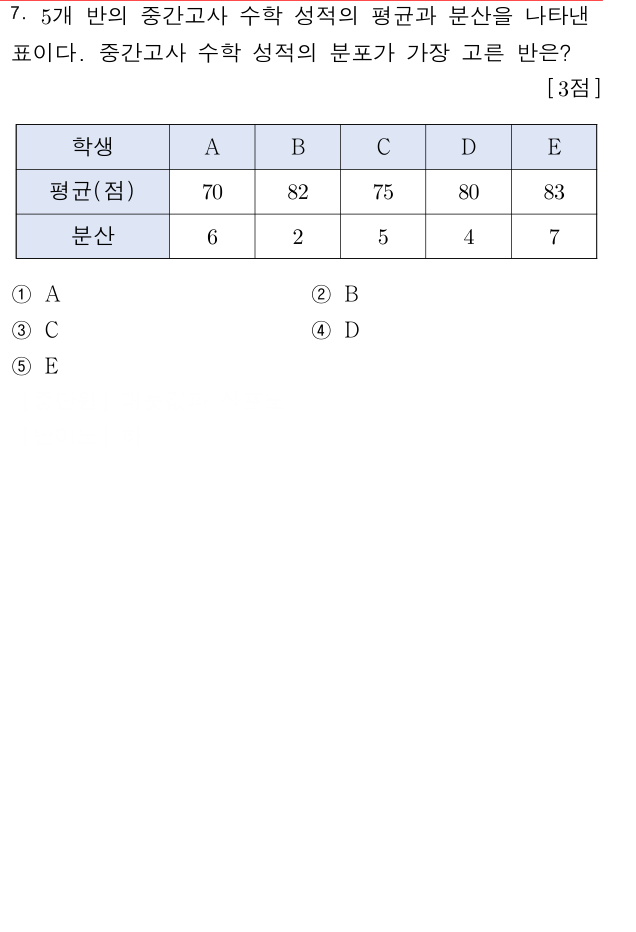 7. 5개 반의 중간고사 수학 성적의 평균과 분산을 나타낸
표이다. 중간고사 수학 성적의 분포가 가장 고른 반은?
[3점]
학생 A B C D E
평균(점) 70 82 75 80 83
분산 6 2 5 4 7
① A ② B
③ C ④ D
⑤ E